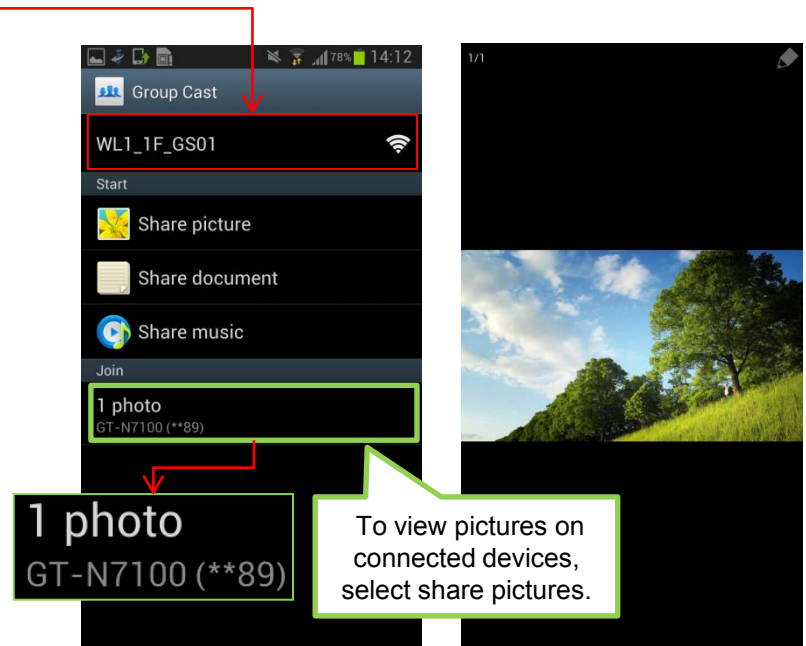 78% 14:12
Group Cast
WL1_1F_GS01
Start
Share picture
Share document
Share music
Join
1 photo
GT-N7100 (**89)
1 photo
GT-N7100 (**89)
To view pictures on
connected devices,
select share pictures.
1/1